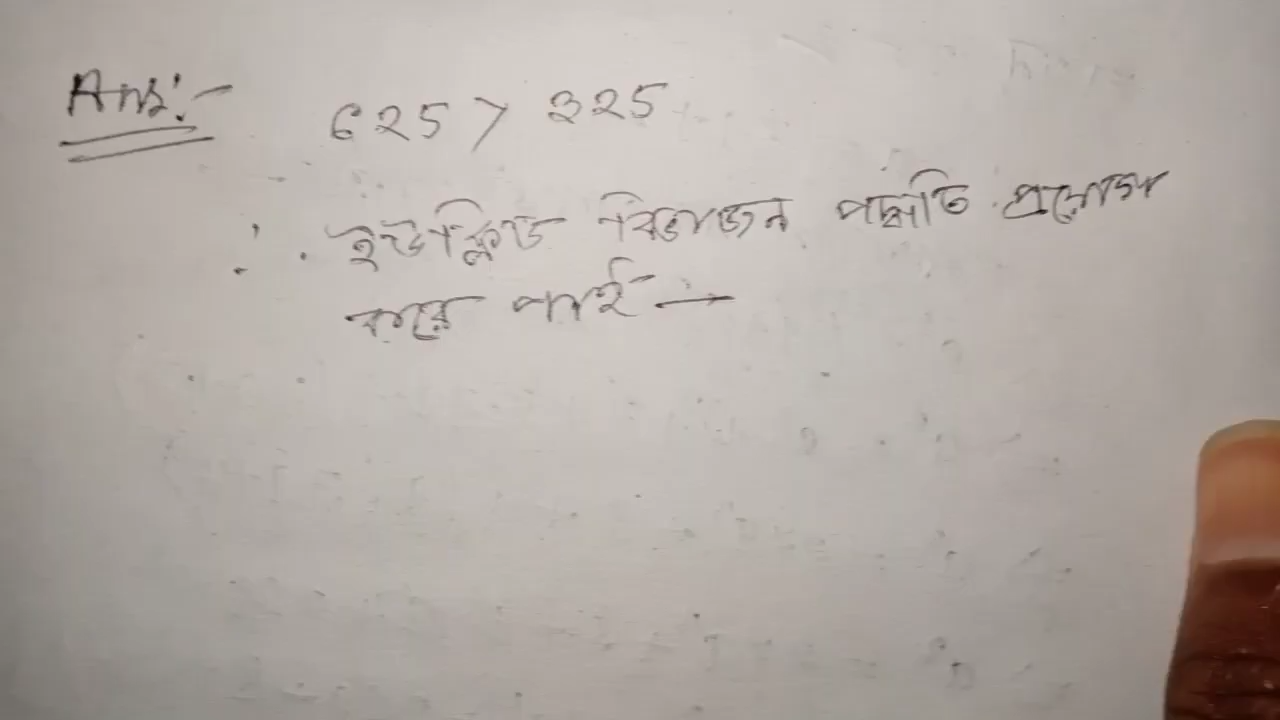 Ans:-
625 > 325
∴ ইউক্লিড বিভাজন পদ্ধতি প্রয়োগ
করে পাই —